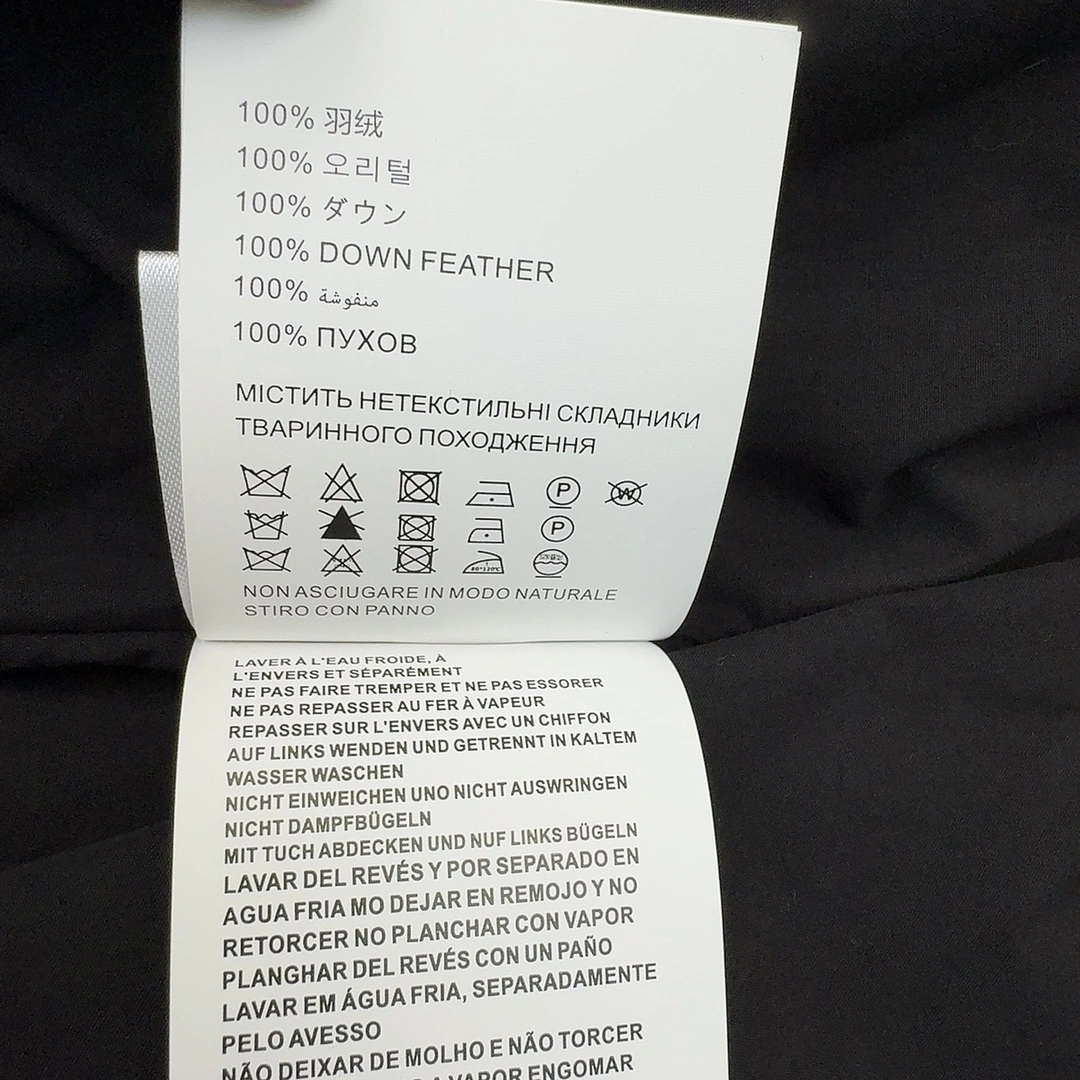 100% 羽绒
100% 오리털
100% ダウン
100% DOWN FEATHER
100% منفوشة
100% ПУХОВ
МІСТИТЬ НЕТЕКСТИЛЬНІ СКЛАДНИКИ
ТВАРИННОГО ПОХОДЖЕННЯ
P W
P
80°-120°C
NON ASCIUGARE IN MODO NATURALE
STIRO CON PANNO
LAVER À L'EAU FROIDE, À
L'ENVERS ET SÉPARÉMENT
NE PAS FAIRE TREMPER ET NE PAS ESSORER
NE PAS REPASSER AU FER À VAPEUR
REPASSER SUR L'ENVERS AVEC UN CHIFFON
AUF LINKS WENDEN UND GETRENNT IN KALTEM
WASSER WASCHEN
NICHT EINWEICHEN UNO NICHT AUSWRINGEN
NICHT DAMPFBÜGELN
MIT TUCH ABDECKEN UND NUF LINKS BÜGELN
LAVAR DEL REVÉS Y POR SEPARADO EN
AGUA FRIA MO DEJAR EN REMOJO Y NO
RETORCER NO PLANCHAR CON VAPOR
PLANGHAR DEL REVÉS CON UN PAÑO
LAVAR EM ÁGUA FRIA, SEPARADAMENTE
PELO AVESSO
NÃO DEIXAR DE MOLHO E NÃO TORCER
A VAPOR ENGOMAR